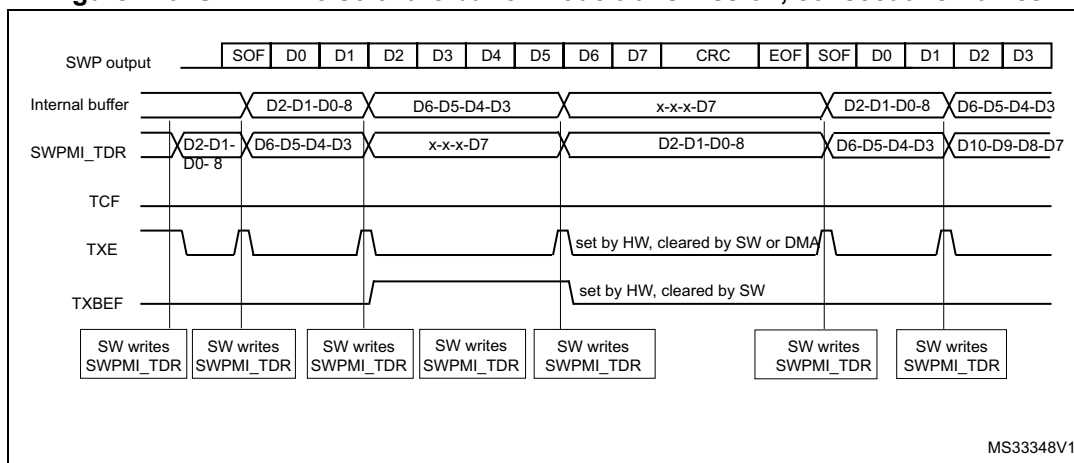 SWP output SOF D0 D1 D2 D3 D4 D5 D6 D7 CRC EOF SOF D0 D1 D2 D3
Internal buffer D2-D1-D0-8 D6-D5-D4-D3 x-x-x-D7 D2-D1-D0-8 D6-D5-D4-D3
SWPMI_TDR D2-D1- D6-D5-D4-D3 x-x-x-D7 D2-D1-D0-8 D6-D5-D4-D3 D10-D9-D8-D7
D0- 8
TCF
TXE set by HW, cleared by SW or DMA
TXBEF set by HW, cleared by SW
SW writes SW writes SW writes SW writes SW writes SW writes SW writes
SWPMI_TDR SWPMI_TDR SWPMI_TDR SWPMI_TDR SWPMI_TDR SWPMI_TDR SWPMI_TDR
MS33348V1